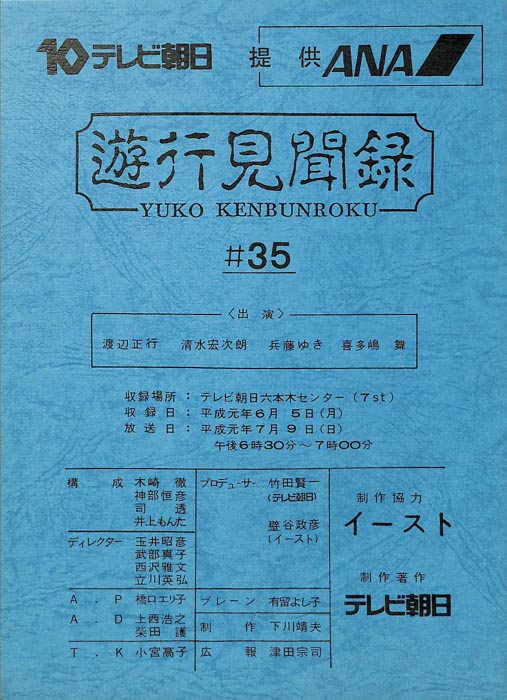 10 テレビ朝日 提供 ANA
遊行見聞録
YUKO KENBUNROKU
#35
〈出演〉
渡辺正行 清水宏次朗 兵藤ゆき 喜多嶋 舞
収録場所：テレビ朝日六本木センター（7st）
収録日：平成元年6月 5日（月）
放送日：平成元年7月 9日（日）
午後6時30分〜7時00分
構成 木崎 徹
神部恒彦
司 透
井上もんた
ディレクター 玉井昭彦
武部真子
西沢雅文
立川英弘
A.P 橋口エリ子
A.D 上西浩之
柴田 護
T.K 小宮高子
プロデューサー 竹田賢一
(テレビ朝日)
壁谷政彦
(イースト)
ブレーン 有留よし子
制作 下川靖夫
広報 津田宗司
制作協力
イースト
制作著作
テレビ朝日